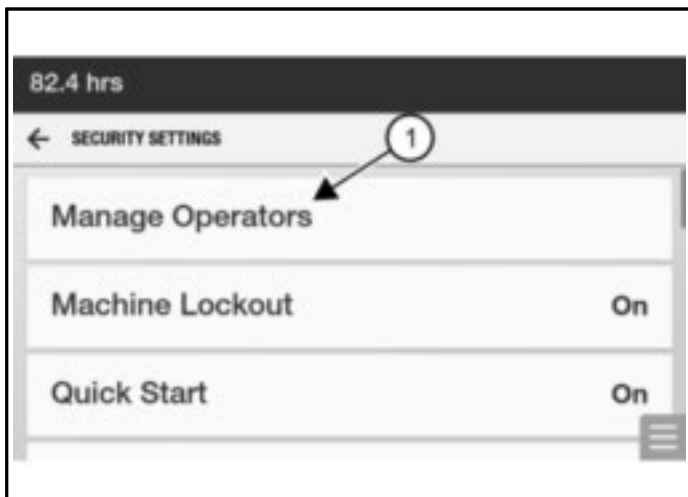 82.4 hrs
← SECURITY SETTINGS
1
Manage Operators
Machine Lockout On
Quick Start On